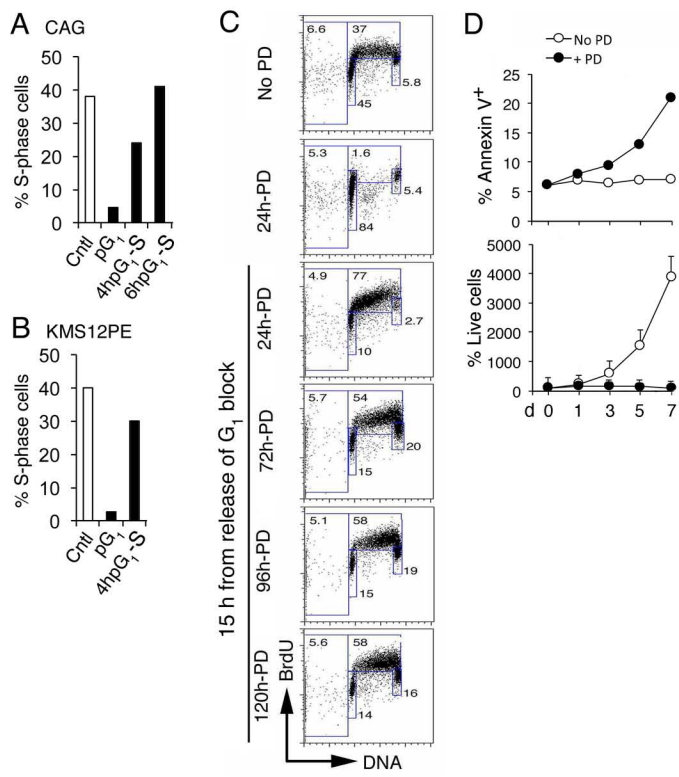 A CAG
% S-phase cells
50
40
30
20
10
0
Cntl
pG1
4hpG1-S
6hpG1-S
B KMS12PE
% S-phase cells
50
40
30
20
10
0
Cntl
pG1
4hpG1-S
C
No PD
6.6 37
5.8
45
24h-PD
5.3 1.6
5.4
84
15 h from release of G1 block
24h-PD
4.9 77
2.7
10
72h-PD
5.7 54
20
15
96h-PD
5.1 58
19
15
120h-PD
5.6 58
16
14
BrdU
DNA
D
No PD
+ PD
% Annexin V+
25
20
15
10
5
0
% Live cells
5000
4000
3000
2000
1000
0
d 0 1 3 5 7